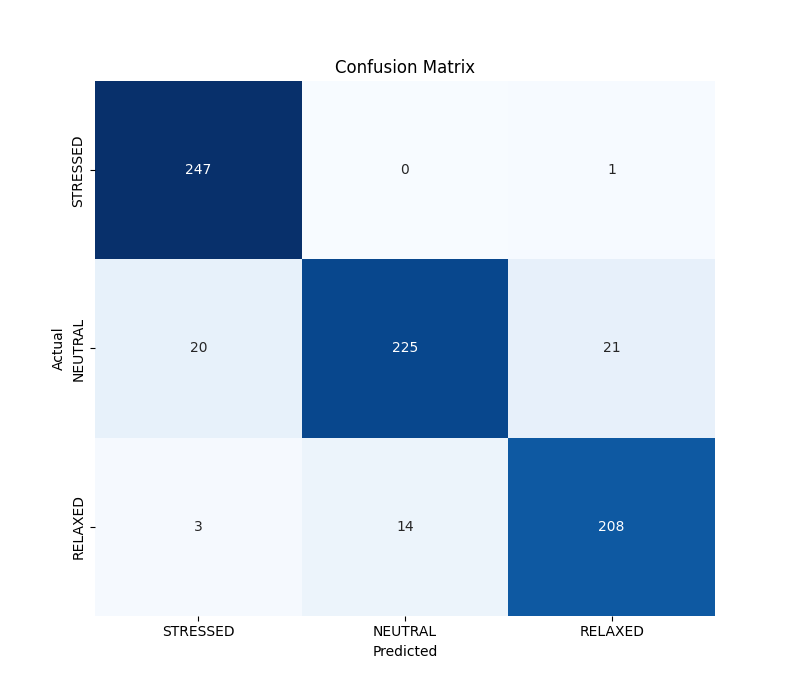 Confusion Matrix
Actual
STRESSED
247 0 1
NEUTRAL
20 225 21
RELAXED
3 14 208
STRESSED NEUTRAL RELAXED
Predicted